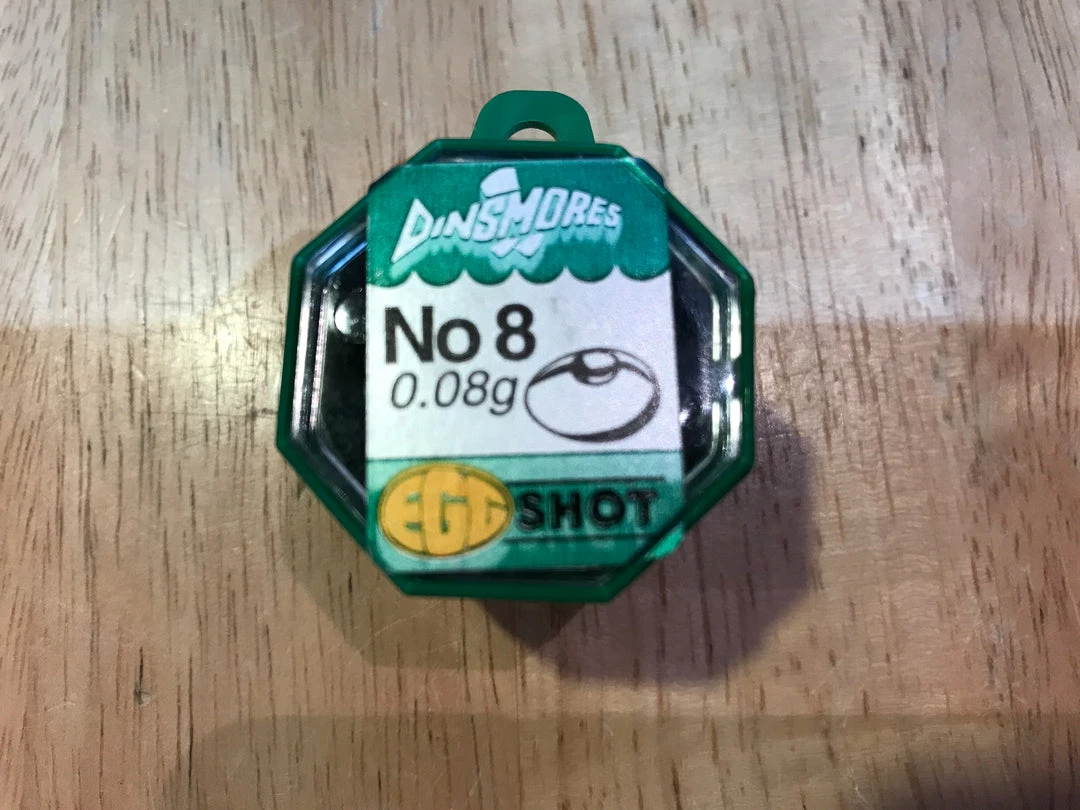 DINSMORES
No 8
0.08g
EGG SHOT